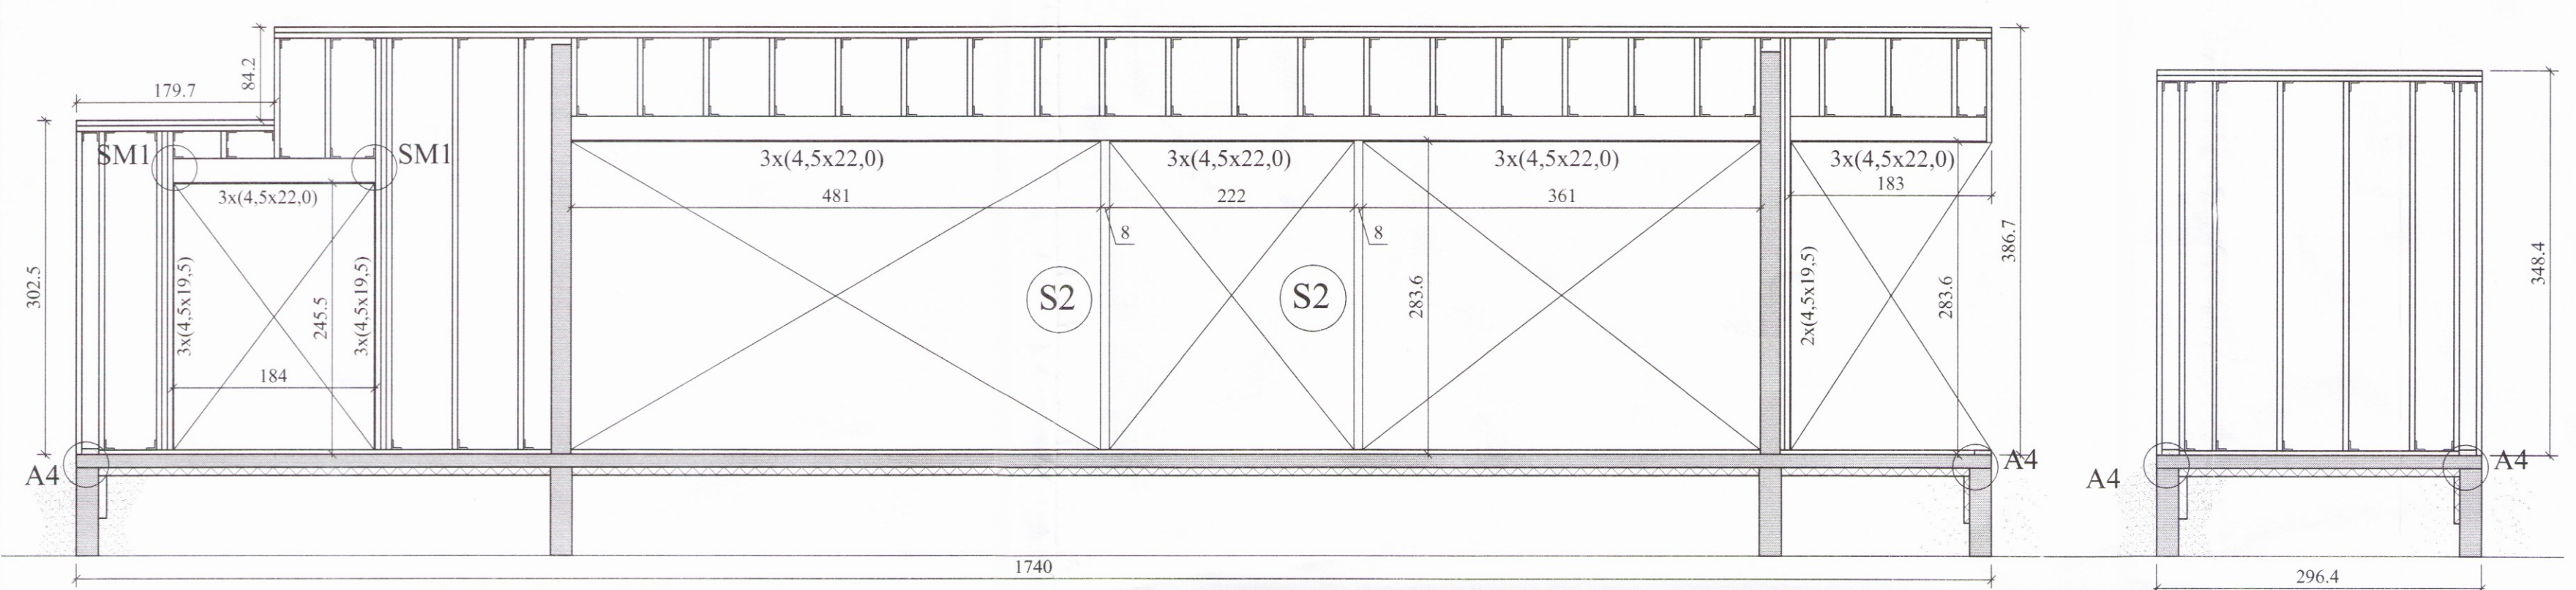 84.2
179.7
SM1
SM1
3x(4,5x22,0)
3x(4,5x22,0)
3x(4,5x22,0)
3x(4,5x22,0)
3x(4,5x22,0)
481
222
361
183
8
8
302.5
3x(4,5x19,5)
245.5
3x(4,5x19,5)
184
S2
S2
283.6
2x(4,5x19,5)
283.6
386.7
348.4
A4
A4
A4
A4
1740
296.4